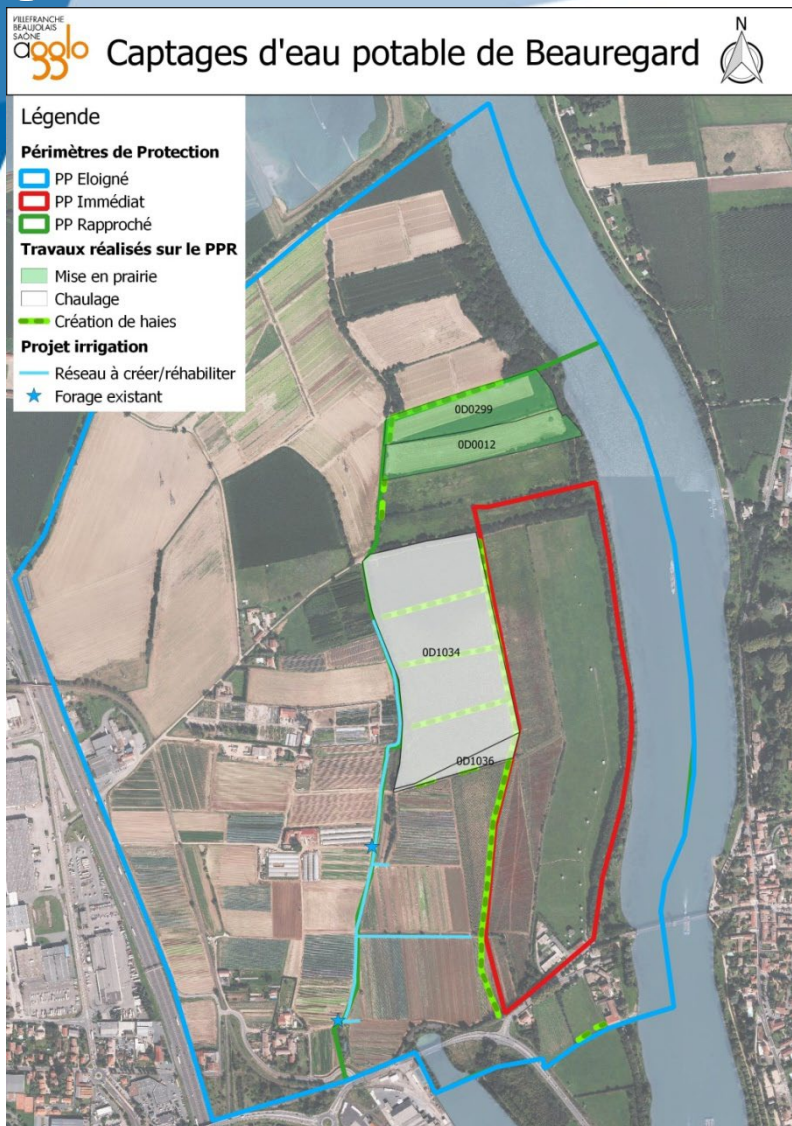 VILLEFRANCHE
BEAUJOLAIS
SAÔNE
agglo
Captages d'eau potable de Beauregard
N
Légende
Périmètres de Protection
PP Eloigné
PP Immédiat
PP Rapproché
Travaux réalisés sur le PPR
Mise en prairie
Chaulage
Création de haies
Projet irrigation
Réseau à créer/réhabiliter
Forage existant
0D0299
0D0012
0D1034
0D1036